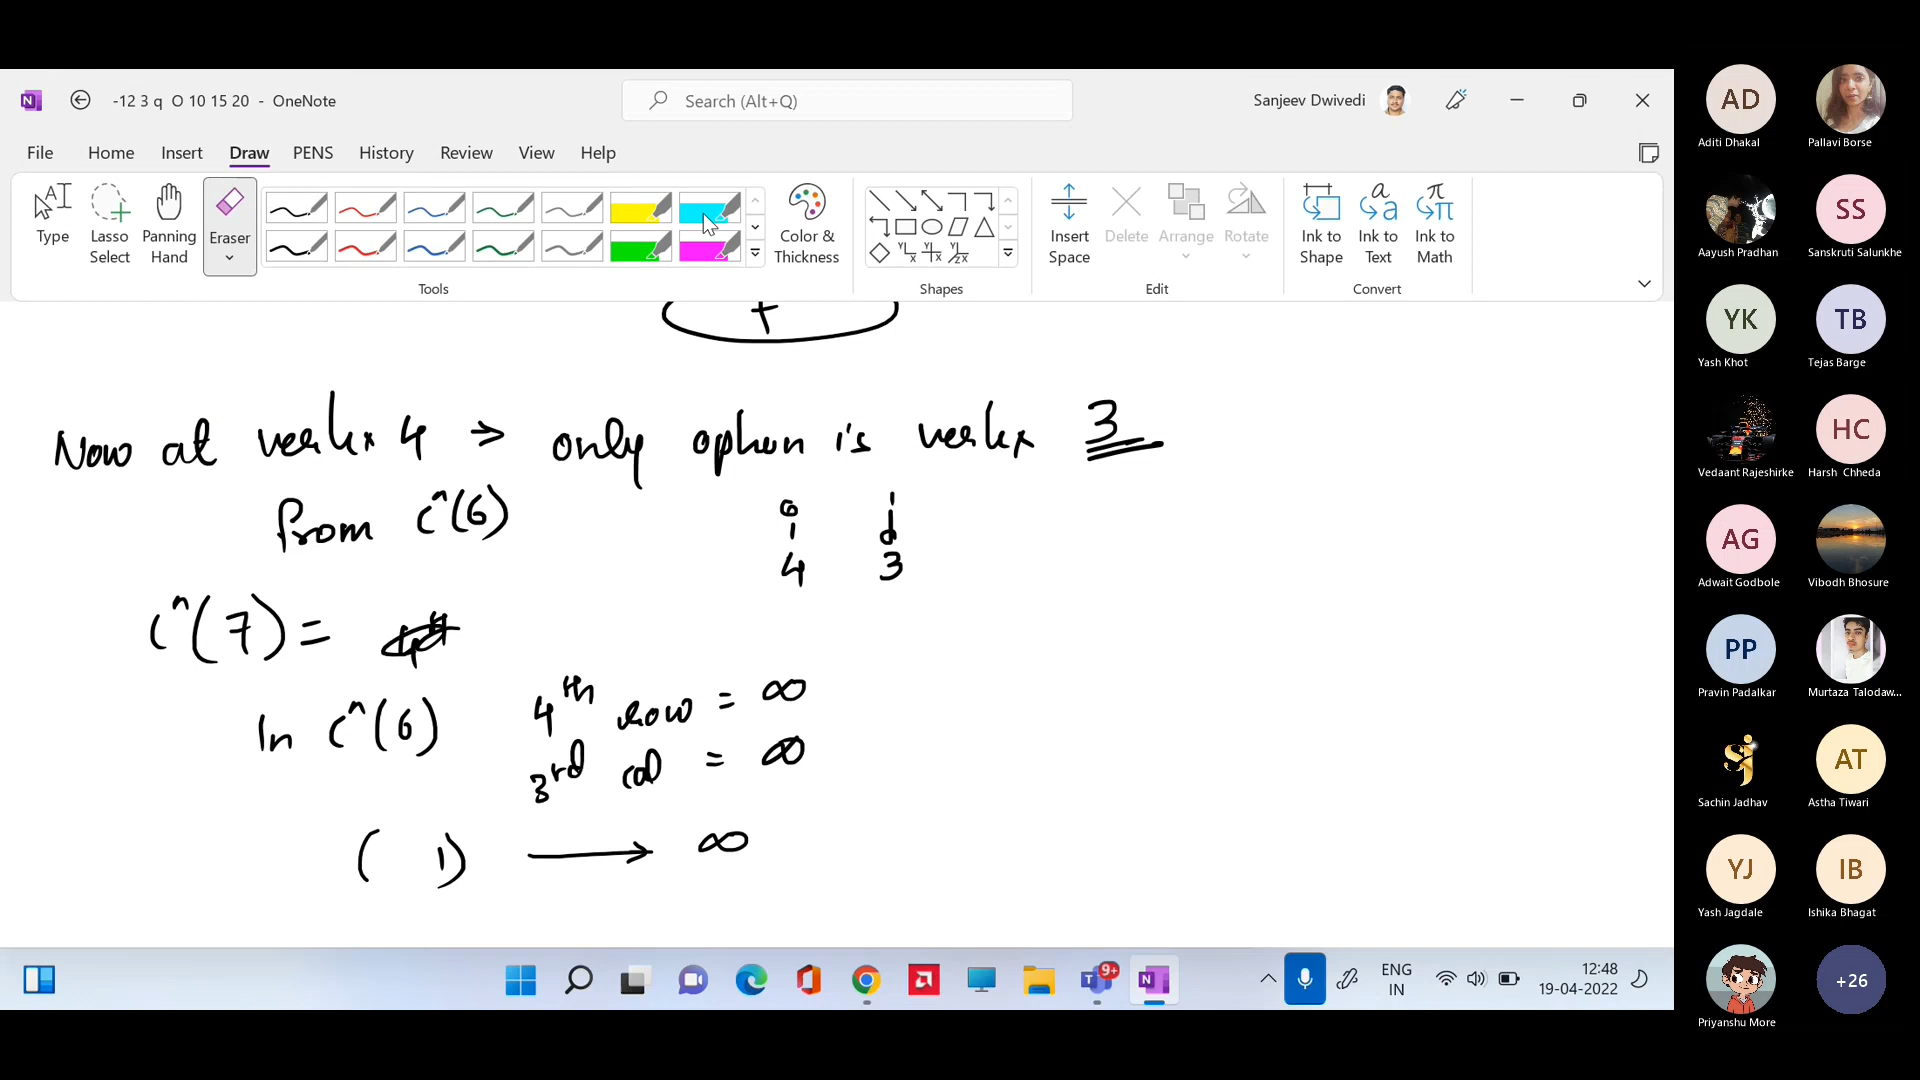 -12 3 q O 10 15 20 - OneNote
Search (Alt+Q)
Sanjeev Dwivedi
File Home Insert Draw PENS History Review View Help
Type
Lasso Select
Panning Hand
Eraser
Color & Thickness
Insert Space
Delete
Arrange
Rotate
Ink to Shape
Ink to Text
Ink to Math
Tools
Shapes
Edit
Convert
Now at vertex 4 → only option is vertex 3
from ĉ(6)
i j
4 3
ĉ(7) =
In ĉ(6) 4th row = ∞
3rd col = ∞
( 1) → ∞
9+
ENG
IN
12:48
19-04-2022
AD
Aditi Dhakal
Pallavi Borse
Aayush Pradhan
SS
Sanskruti Salunkhe
YK
Yash Khot
TB
Tejas Barge
Vedaant Rajeshirke
HC
Harsh Chheda
AG
Adwait Godbole
Vibodh Bhosure
PP
Pravin Padalkar
Murtaza Talodaw...
Sachin Jadhav
AT
Astha Tiwari
YJ
Yash Jagdale
IB
Ishika Bhagat
Priyanshu More
+26